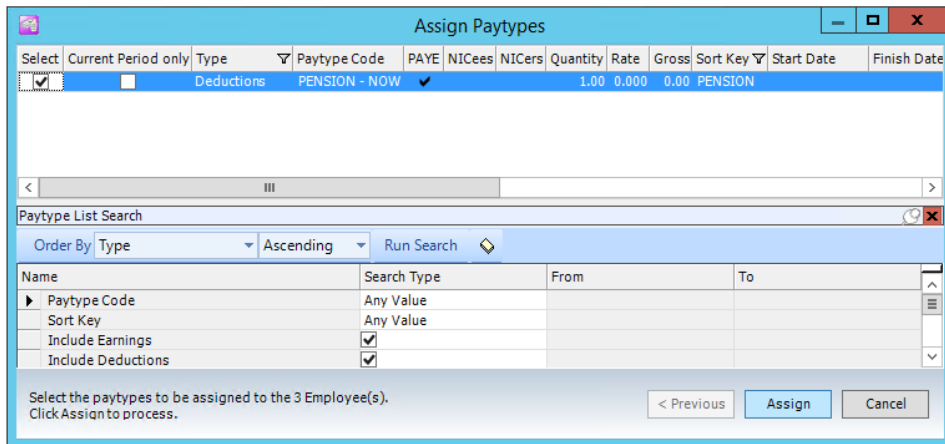 Assign Paytypes
Select Current Period only Type Paytype Code PAYE NICees NICers Quantity Rate Gross Sort Key Start Date Finish Date
Deductions PENSION - NOW 1.00 0.000 0.00 PENSION
Paytype List Search
Order By Type Ascending Run Search
Name Search Type From To
Paytype Code Any Value
Sort Key Any Value
Include Earnings
Include Deductions
Select the paytypes to be assigned to the 3 Employee(s).
Click Assign to process.
< Previous Assign Cancel